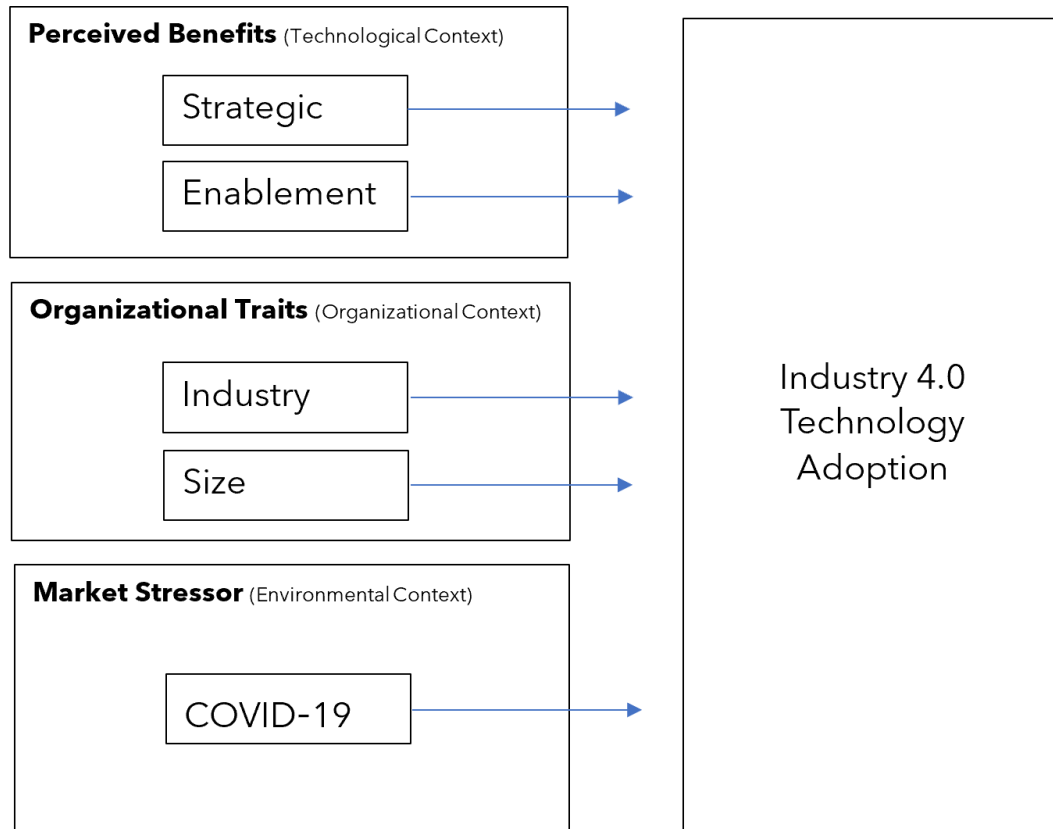 Perceived Benefits (Technological Context)
Strategic
Enablement
Organizational Traits (Organizational Context)
Industry
Size
Market Stressor (Environmental Context)
COVID-19
Industry 4.0
Technology
Adoption